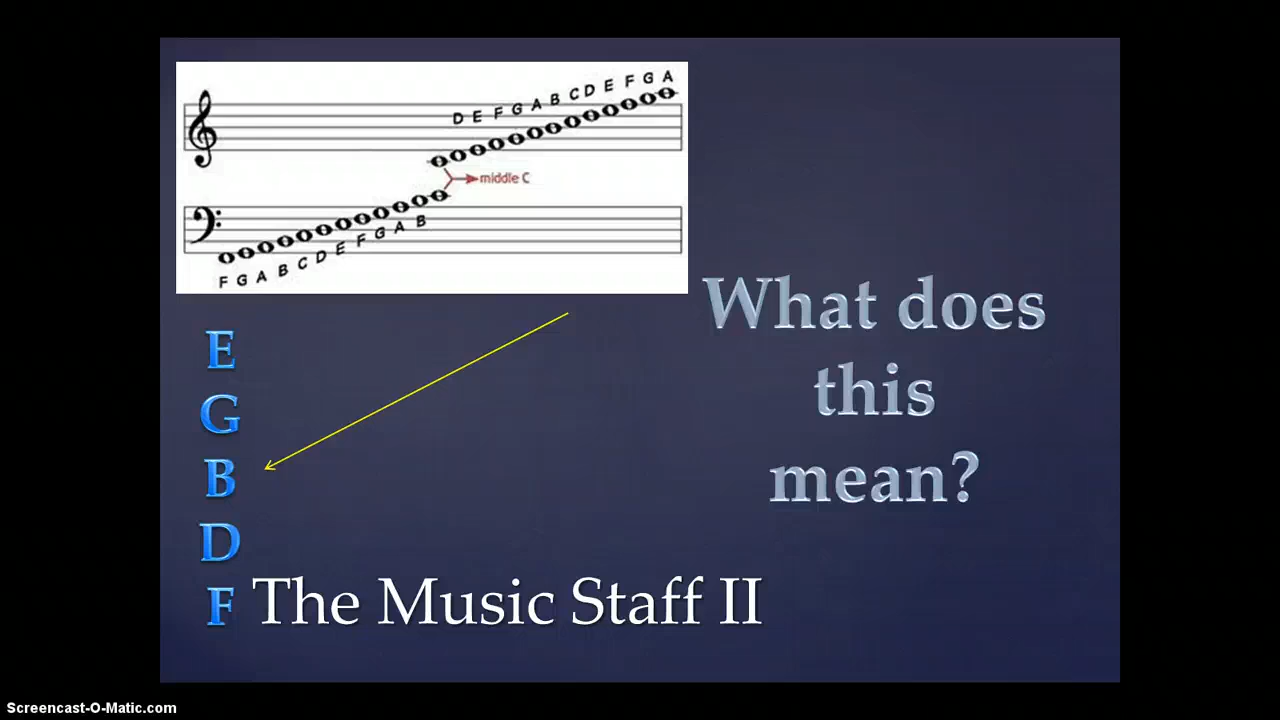 D E F G A B C D E F G A
middle C
F G A B C D E F G A B
What does
this
mean?
E
G
B
D
F
The Music Staff II
Screencast-O-Matic.com